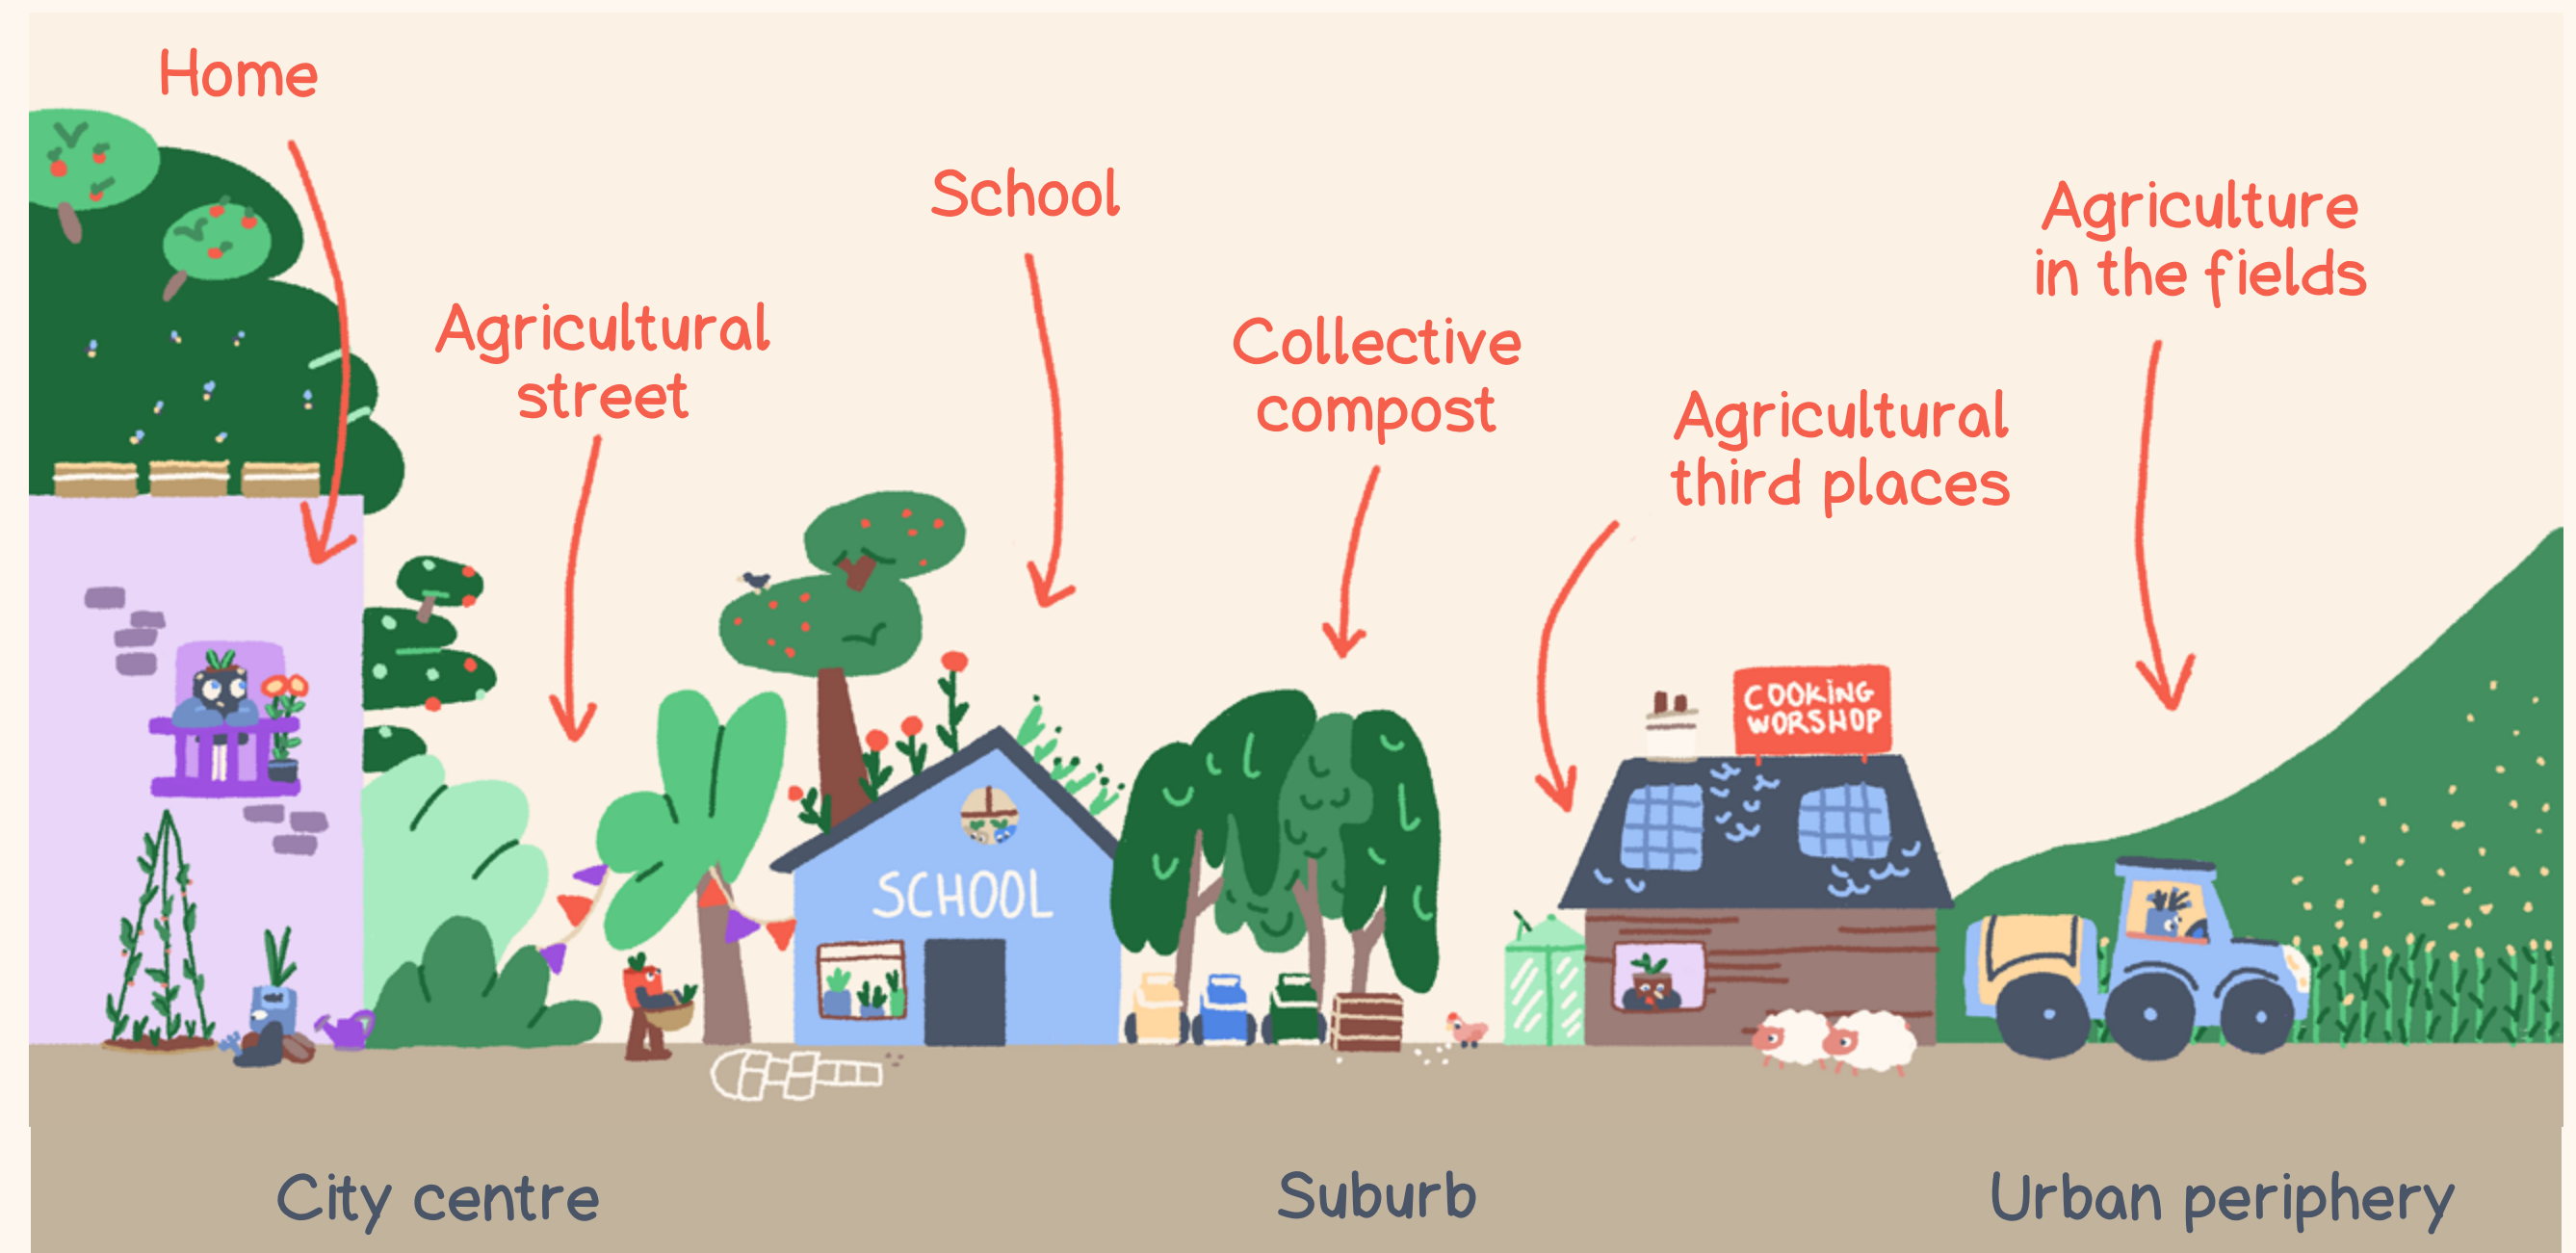 Home
Agricultural
street
School
Collective
compost
Agricultural
third places
Agriculture
in the fields
COOKiNG
WORSHOP
SCHOOL
City centre
Suburb
Urban periphery